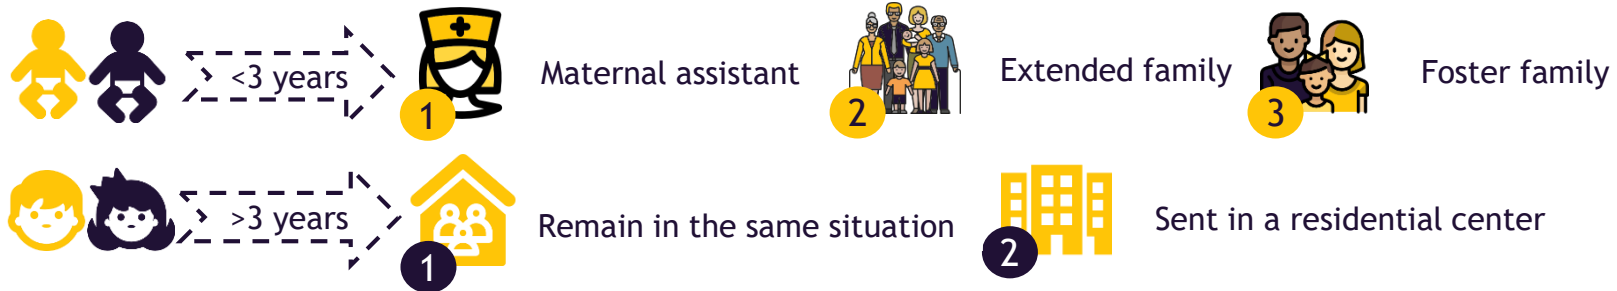 <3 years
1
Maternal assistant
2
Extended family
3
Foster family
>3 years
1
Remain in the same situation
2
Sent in a residential center